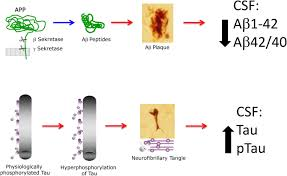 APP
β Sekretase
γ Sekretase
Aβ Peptides
Aβ Plaque
CSF:
Aβ1-42
Aβ42/40
Physiologically
phosphorylated Tau
Hyperphosphorylation
of Tau
Neurofibrillary Tangle
CSF:
Tau
pTau